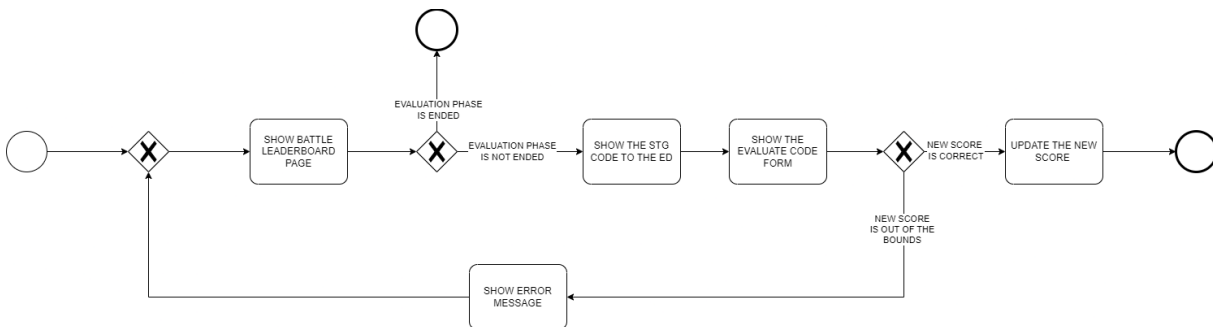 EVALUATION PHASE
IS ENDED
SHOW BATTLE
LEADERBOARD
PAGE
EVALUATION PHASE
IS NOT ENDED
SHOW THE STG
CODE TO THE ED
SHOW THE
EVALUATE CODE
FORM
NEW SCORE
IS CORRECT
UPDATE THE NEW
SCORE
NEW SCORE
IS OUT OF THE
BOUNDS
SHOW ERROR
MESSAGE